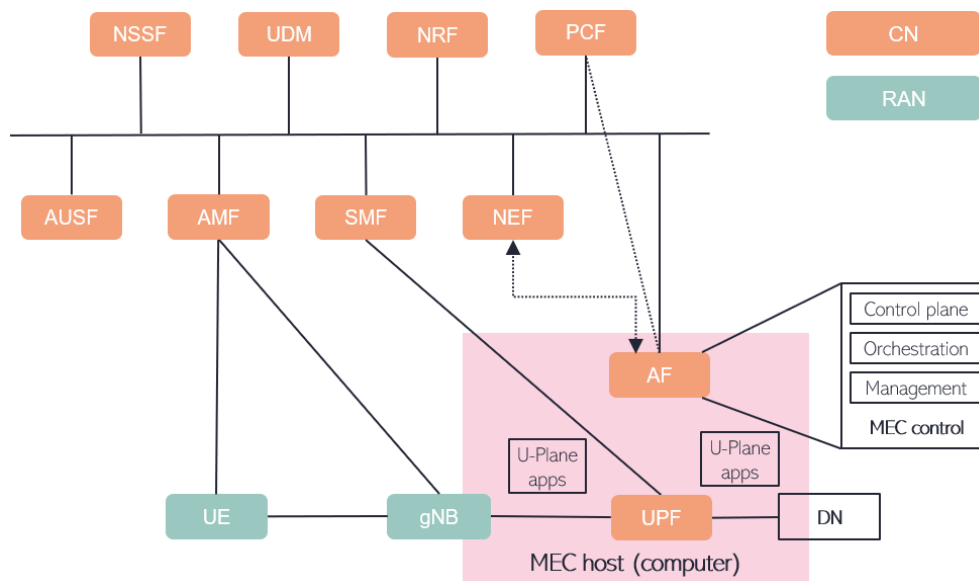 NSSF
UDM
NRF
PCF
CN
RAN
AUSF
AMF
SMF
NEF
Control plane
Orchestration
Management
MEC control
AF
U-Plane
apps
U-Plane
apps
UE
gNB
UPF
DN
MEC host (computer)